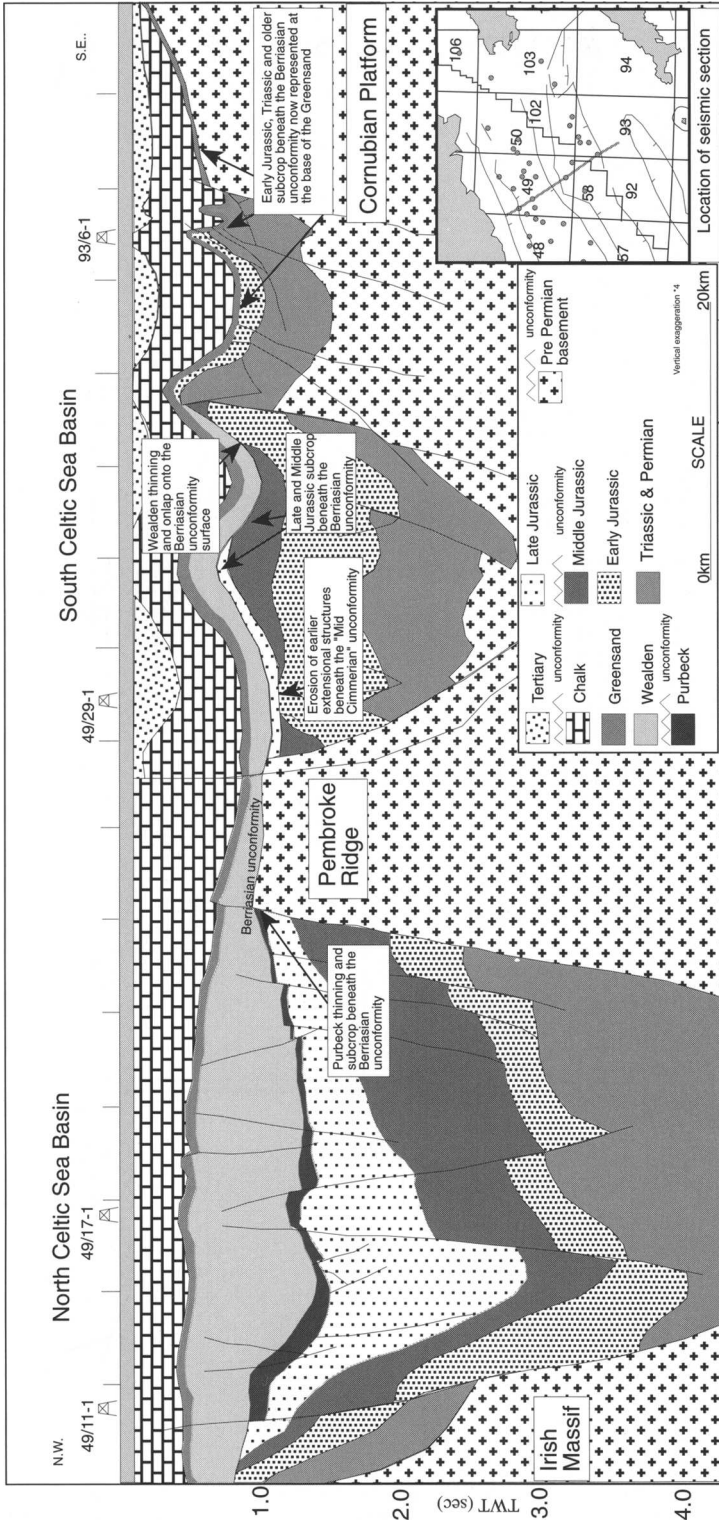 N.W.
North Celtic Sea Basin
South Celtic Sea Basin
S.E..
49/11-1
49/17-1
49/29-1
93/6-1
Wealden thinning
and onlap onto the
Berriasian
unconformity
surface
Early Jurassic, Triassic and older
subcrop beneath the Berriasian
unconformity now represented at
the base of the Greensand
Late and Middle
Jurassic subcrop
beneath the
Berriasian
unconformity
Cornubian Platform
Berriasian unconformity
Erosion of earlier
extensional structures
beneath the "Mid
Cimmerian" unconformity
Purbeck thinning and
subcrop beneath the
Berriasian
unconformity
Pembroke
Ridge
Irish
Massif
1.0
2.0
3.0
4.0
TWT (sec)
Tertiary
unconformity
Chalk
Greensand
Wealden
unconformity
Purbeck
Late Jurassic
unconformity
Middle Jurassic
Early Jurassic
Triassic & Permian
unconformity
Pre Permian
basement
Vertical exaggeration *4
SCALE
0km
20km
106
50
102
103
49
48
58
93
94
92
57
Location of seismic section